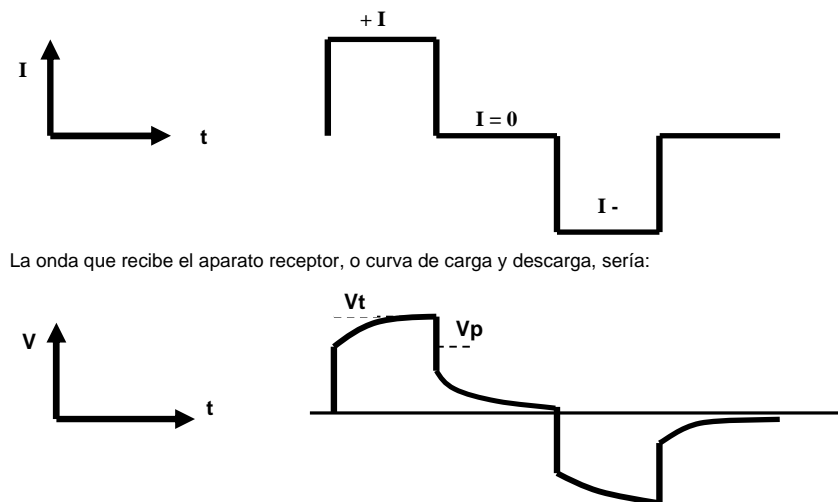 + I
I
t
I = 0
I -
La onda que recibe el aparato receptor, o curva de carga y descarga, sería:
Vt
Vp
V
t